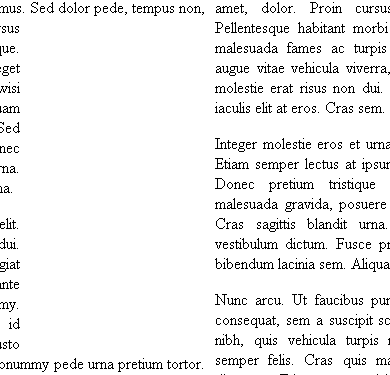 mus. Sed dolor pede, tempus non,
sus
que.
eget
wisi
uam
Sed
nec
rna.
na.
elit.
dui.
giat
ante
my.
id
usto
onummy pede urna pretium tortor.
amet, dolor. Proin cursus
Pellentesque habitant morbi
malesuada fames ac turpis
augue vitae vehicula viverra,
molestie erat risus non dui.
iaculis elit at eros. Cras sem.
Integer molestie eros et urna
Etiam semper lectus at ipsum
Donec pretium tristique
malesuada gravida, posuere
Cras sagittis blandit urna.
vestibulum dictum. Fusce pr
bibendum lacinia sem. Aliqua
Nunc arcu. Ut faucibus pur
consequat, sem a suscipit sc
nibh, quis vehicula turpis
semper felis. Cras quis ma